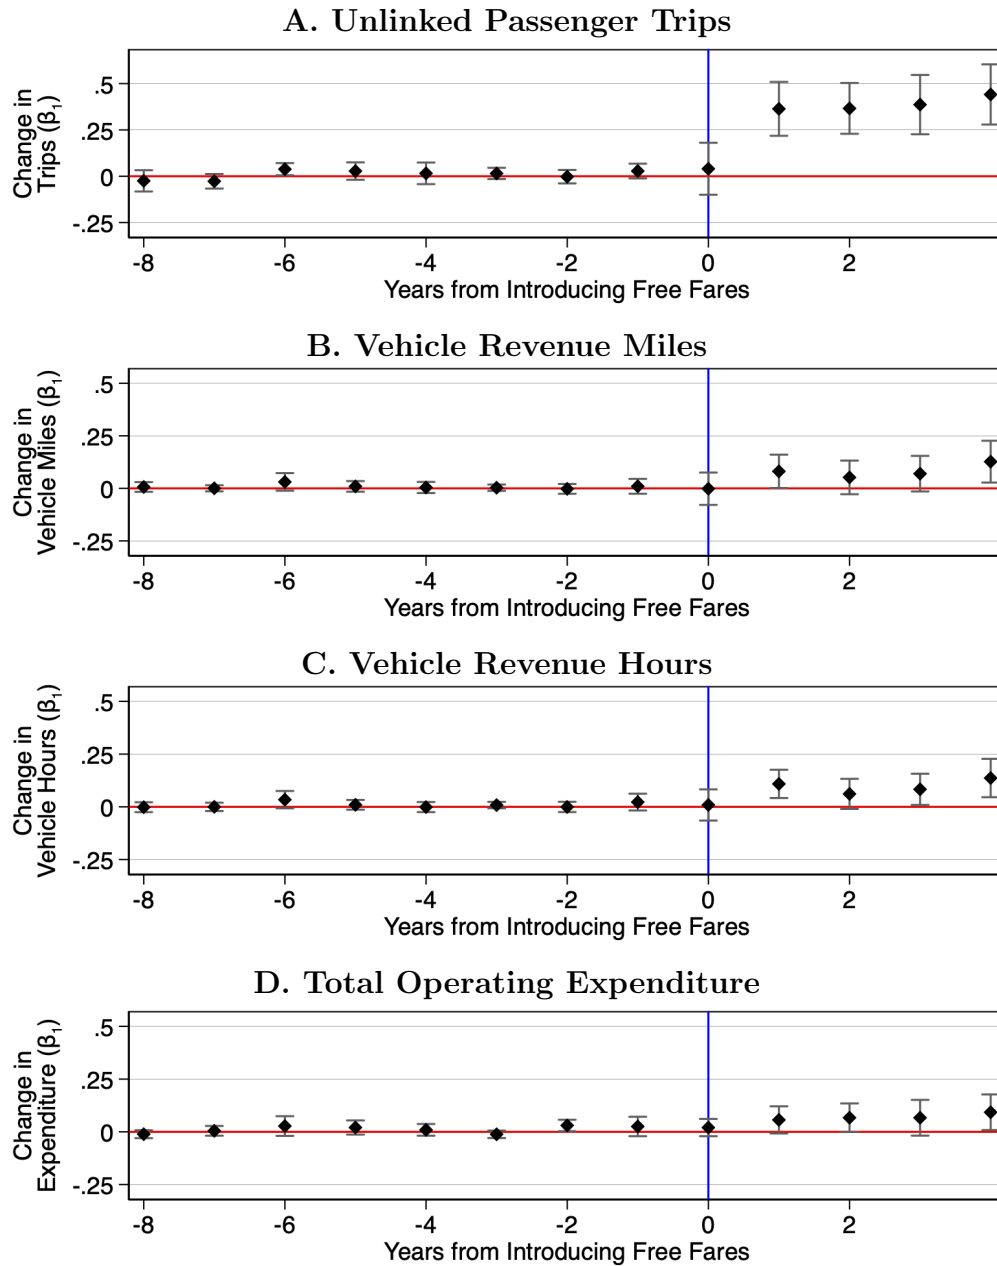 A. Unlinked Passenger Trips
Change in
Trips (β₁)
.5
.25
0
-.25
-8 -6 -4 -2 0 2
Years from Introducing Free Fares
B. Vehicle Revenue Miles
Change in
Vehicle Miles (β₁)
.5
.25
0
-.25
-8 -6 -4 -2 0 2
Years from Introducing Free Fares
C. Vehicle Revenue Hours
Change in
Vehicle Hours (β₁)
.5
.25
0
-.25
-8 -6 -4 -2 0 2
Years from Introducing Free Fares
D. Total Operating Expenditure
Change in
Expenditure (β₁)
.5
.25
0
-.25
-8 -6 -4 -2 0 2
Years from Introducing Free Fares